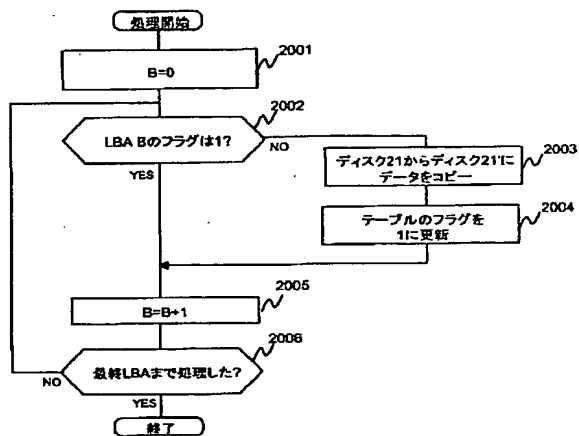 処理開始
2001
B=0
2002
LBA Bのフラグは1?
NO
YES
2003
ディスク21からディスク21'に
データをコピー
2004
テーブルのフラグを
1に更新
2005
B=B+1
2006
最終LBAまで処理した?
NO
YES
終了